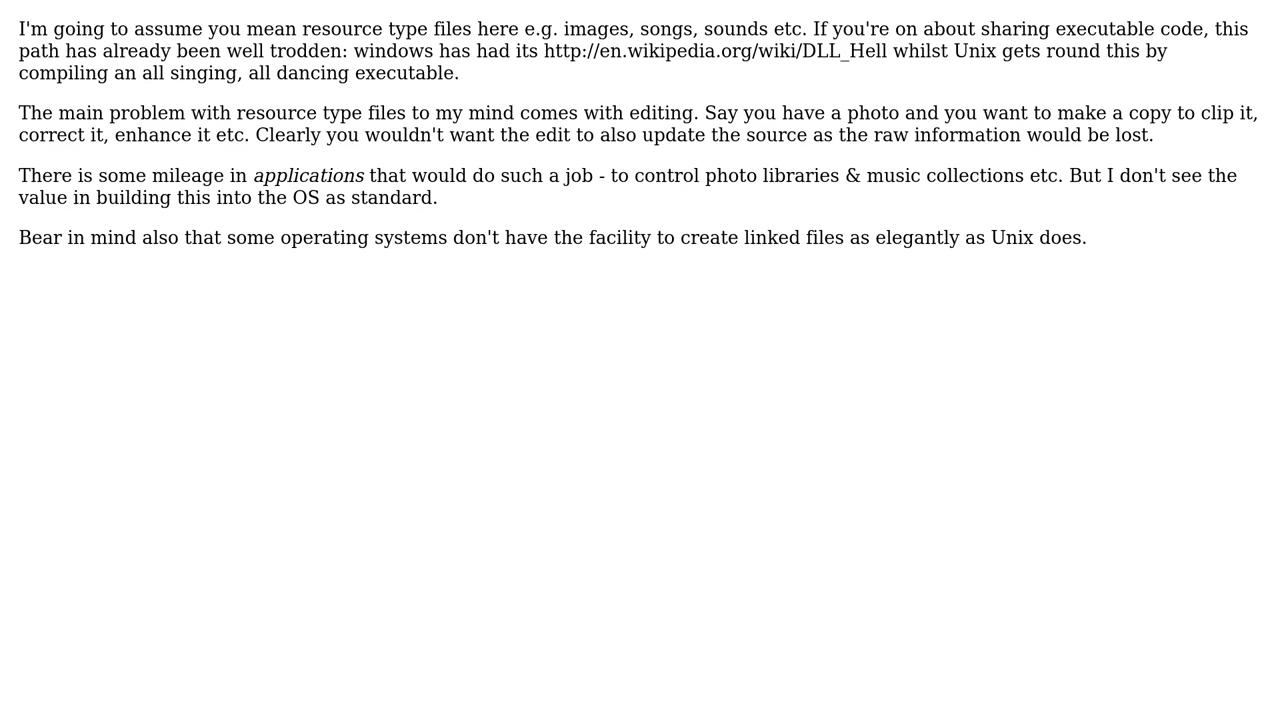 I'm going to assume you mean resource type files here e.g. images, songs, sounds etc. If you're on about sharing executable code, this
path has already been well trodden: windows has had its http://en.wikipedia.org/wiki/DLL_Hell whilst Unix gets round this by
compiling an all singing, all dancing executable.
The main problem with resource type files to my mind comes with editing. Say you have a photo and you want to make a copy to clip it,
correct it, enhance it etc. Clearly you wouldn't want the edit to also update the source as the raw information would be lost.
There is some mileage in applications that would do such a job - to control photo libraries & music collections etc. But I don't see the
value in building this into the OS as standard.
Bear in mind also that some operating systems don't have the facility to create linked files as elegantly as Unix does.